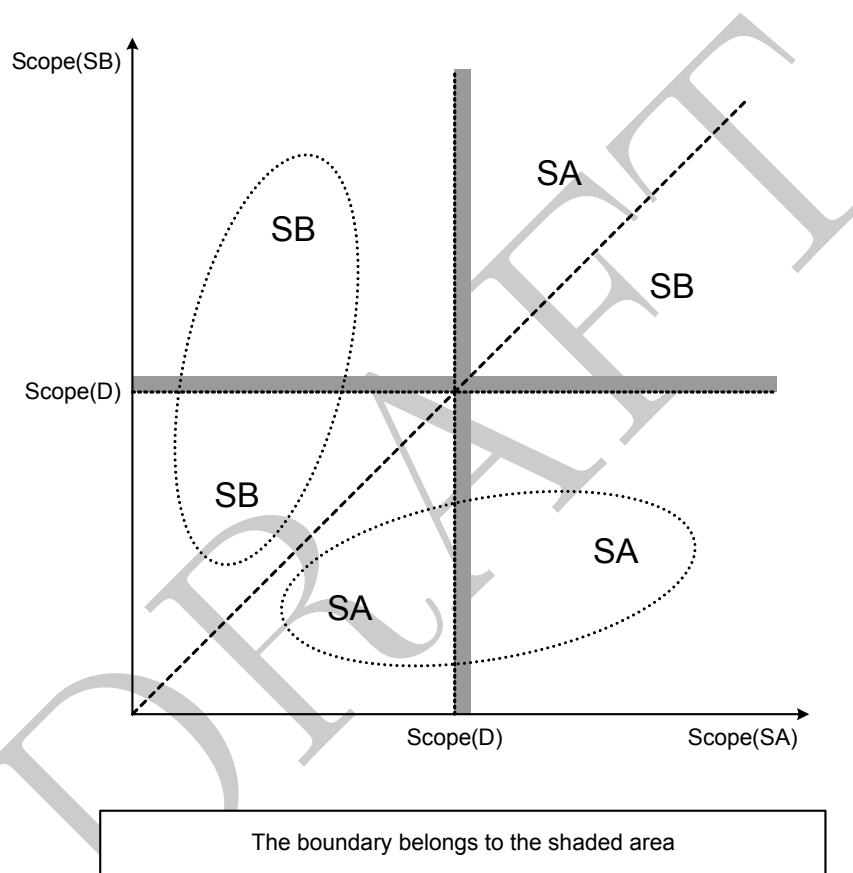 Scope(SB)
SA
SB
SB
Scope(D)
SB
SA
SA
Scope(D)
Scope(SA)
The boundary belongs to the shaded area
DRAFT